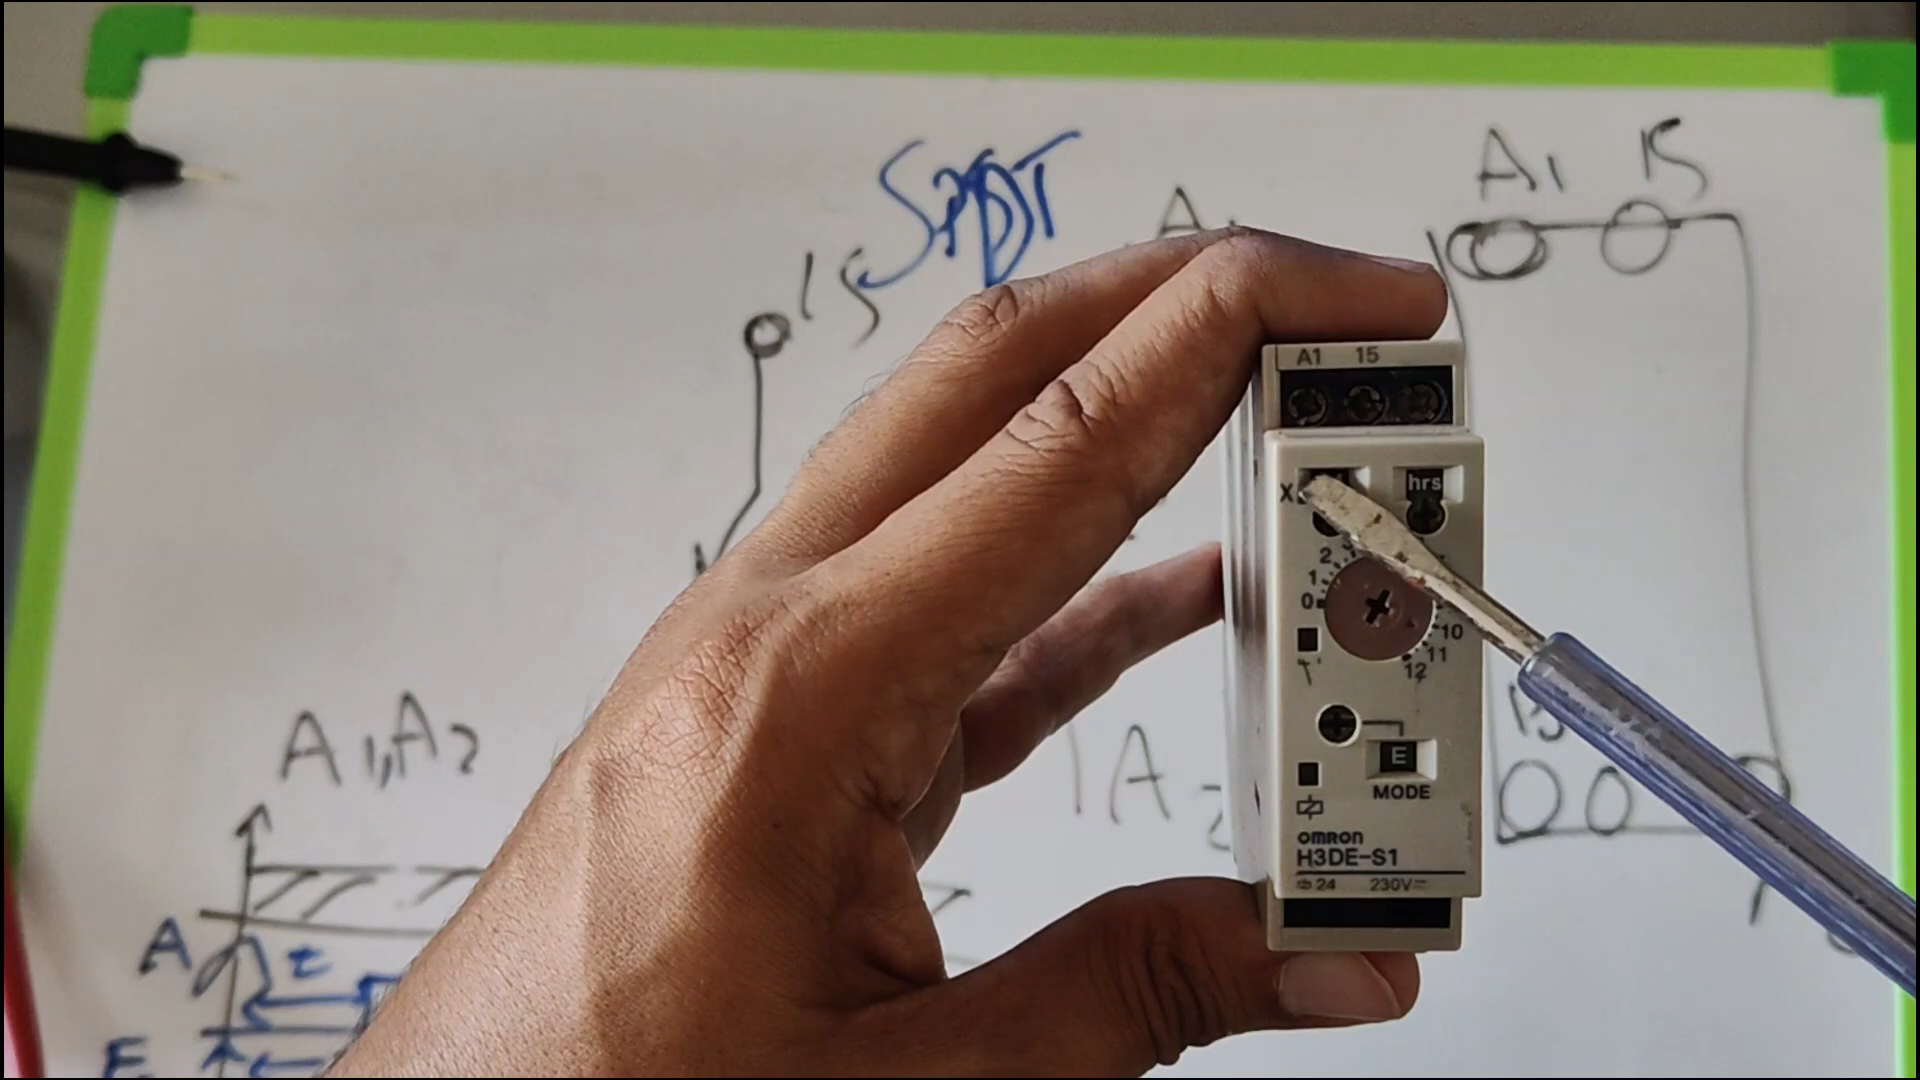 SPDT
A1 15
15
A1 15
X hrs
2
1
0
10
11
12
T
E
MODE
omron
H3DE-S1
24 230V
A1, A2
A2
A
t
E